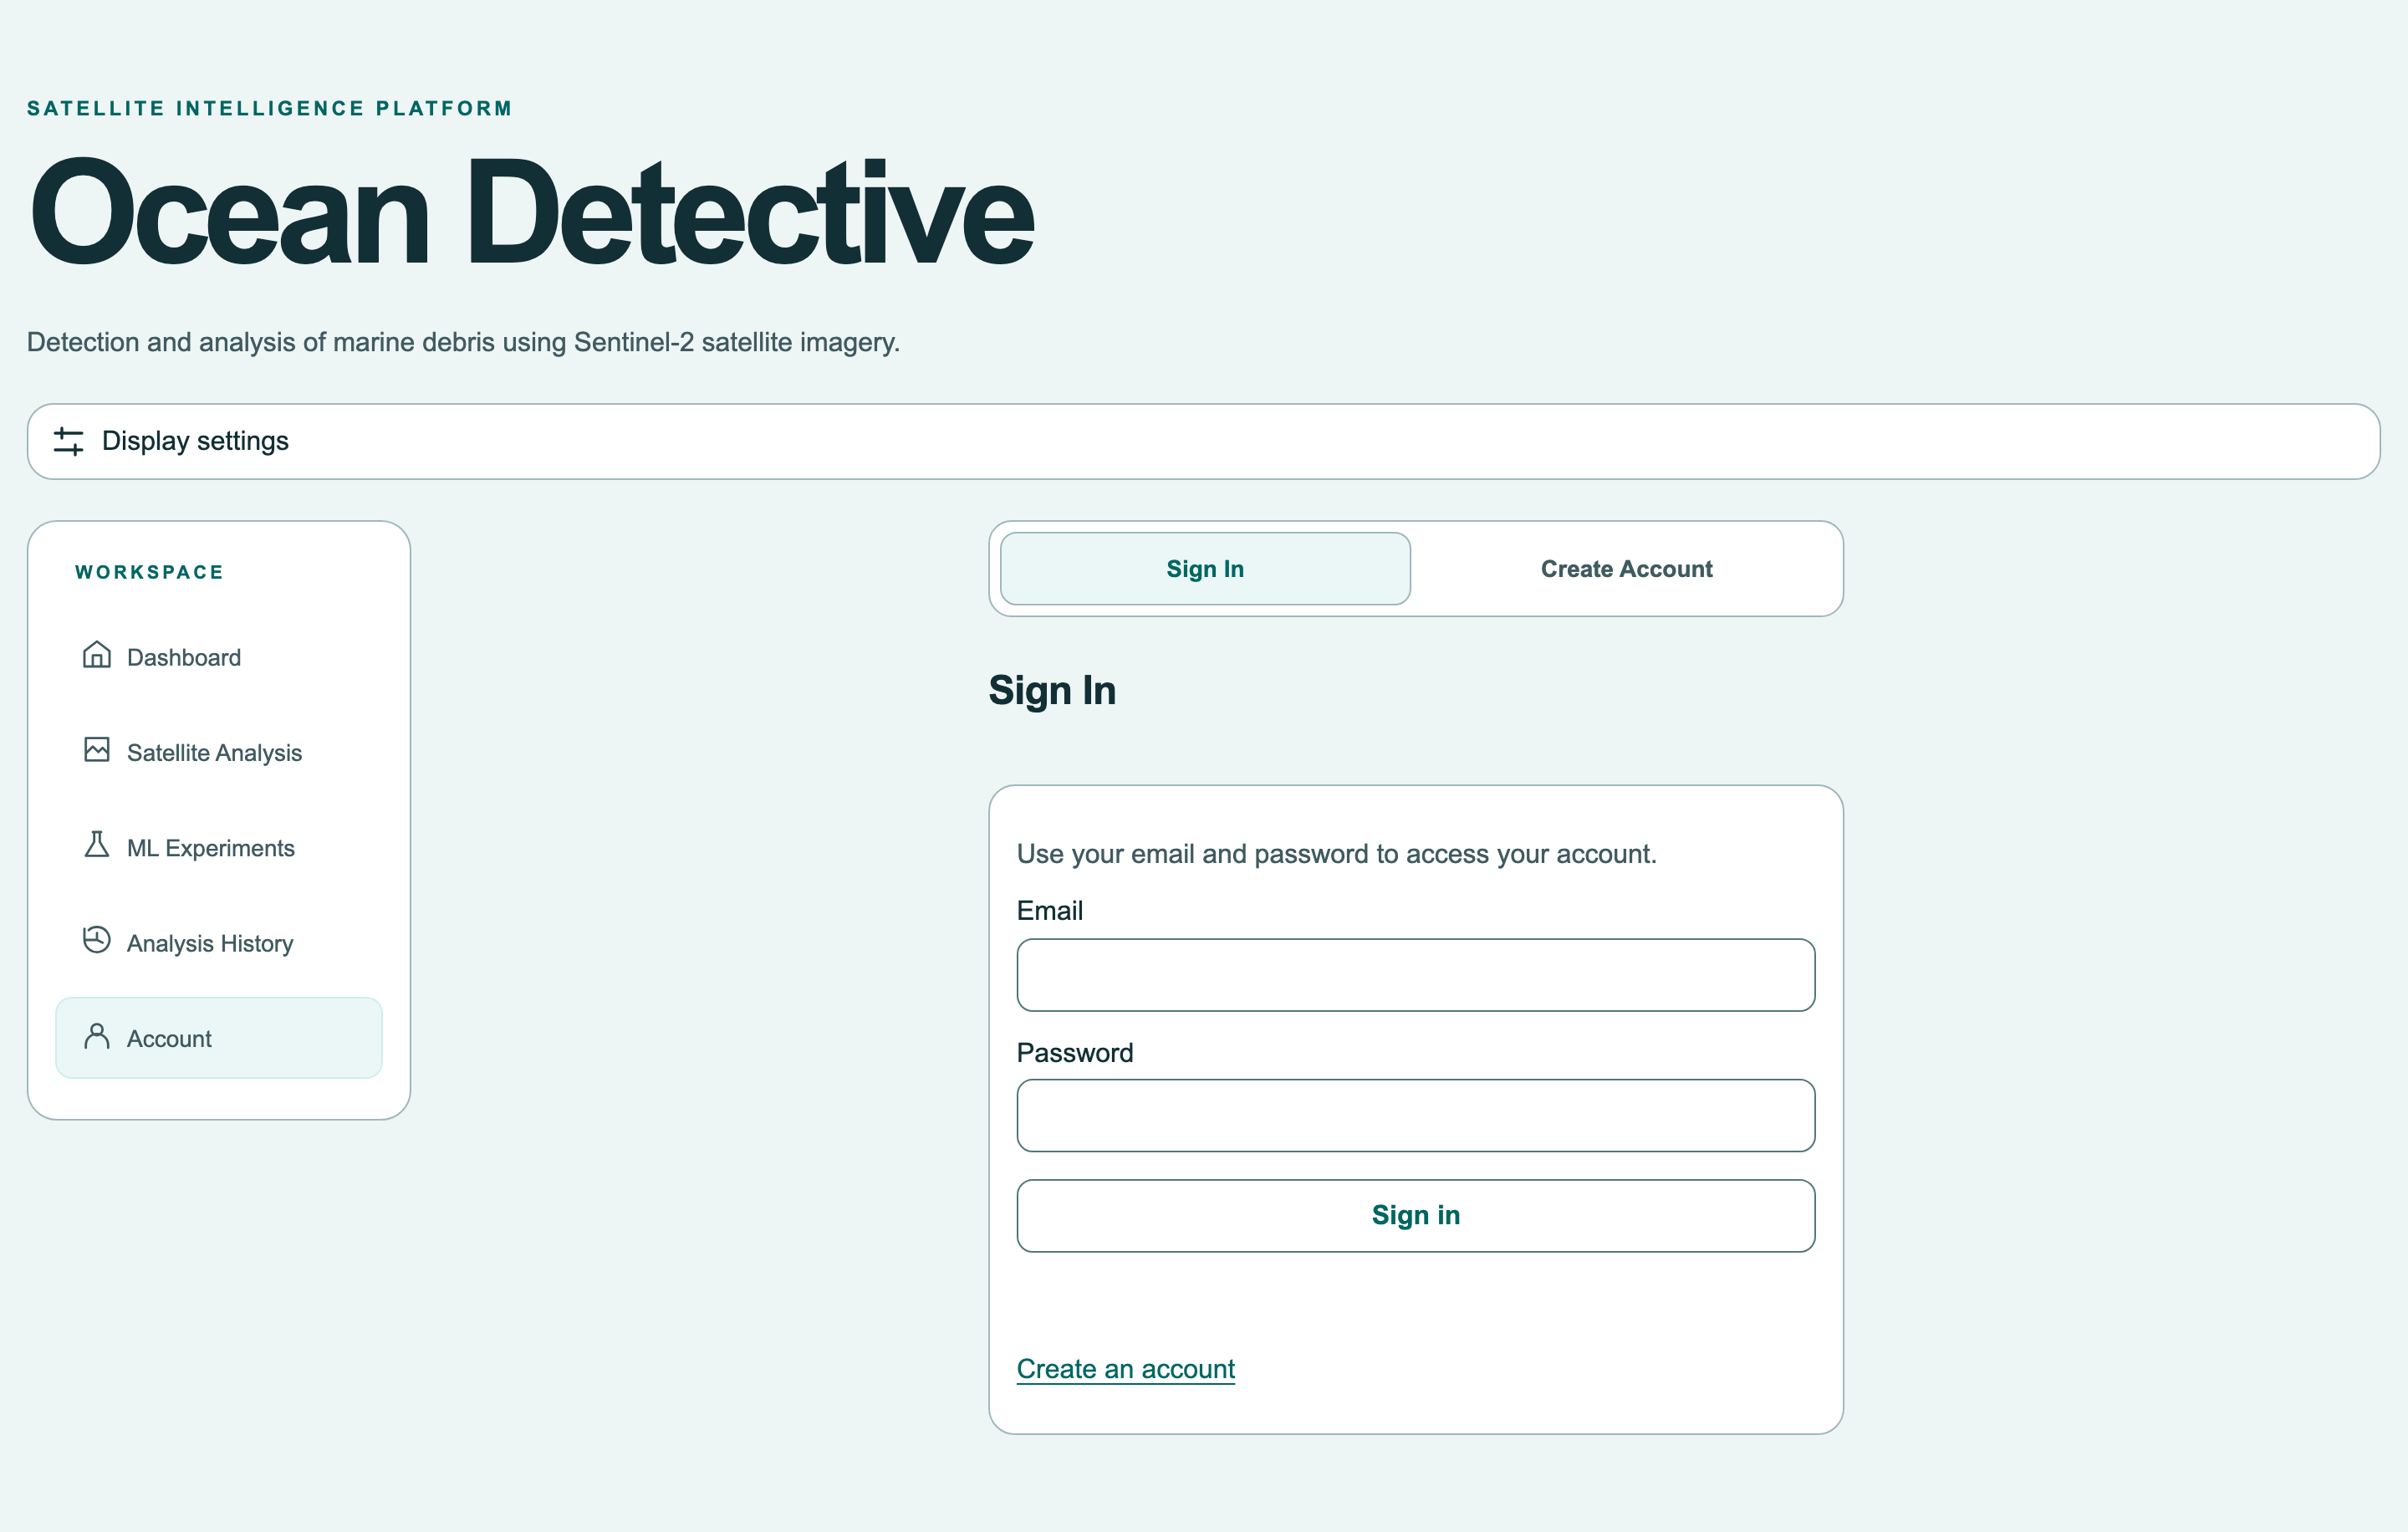 SATELLITE INTELLIGENCE PLATFORM
Ocean Detective
Detection and analysis of marine debris using Sentinel-2 satellite imagery.
Display settings
WORKSPACE
Dashboard
Satellite Analysis
ML Experiments
Analysis History
Account
Sign In
Create Account
Sign In
Use your email and password to access your account.
Email
Password
Sign in
Create an account